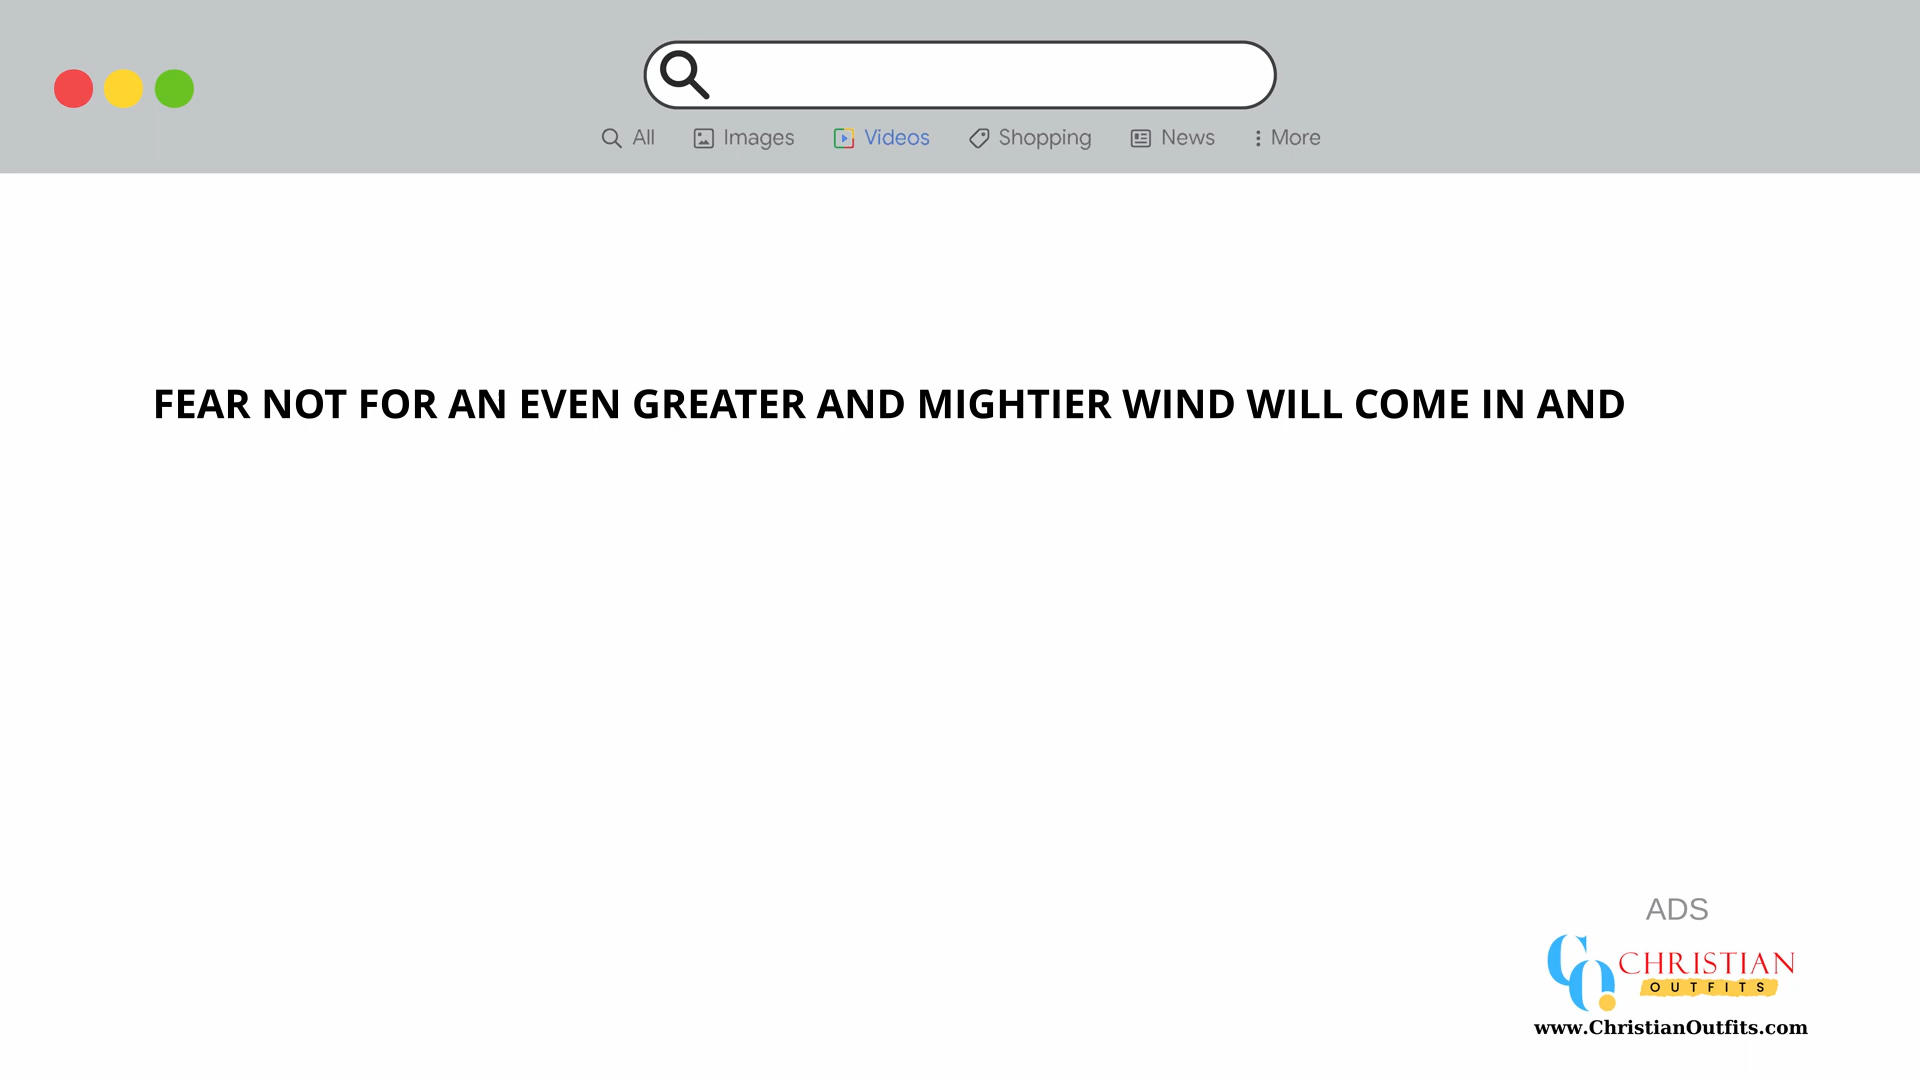 All Images Videos Shopping News More
FEAR NOT FOR AN EVEN GREATER AND MIGHTIER WIND WILL COME IN AND
ADS
CO
CHRISTIAN
OUTFITS
www.ChristianOutfits.com